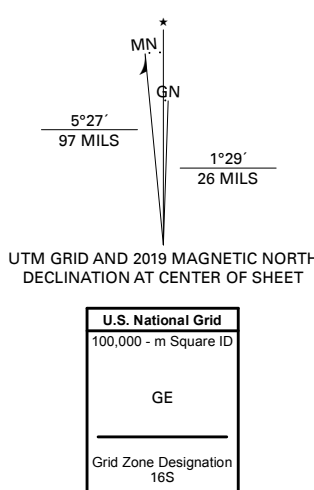 ★
MN
GN
5°27´
97 MILS
1°29´
26 MILS
UTM GRID AND 2019 MAGNETIC NORTH
DECLINATION AT CENTER OF SHEET
U.S. National Grid
100,000 - m Square ID
GE
Grid Zone Designation
16S